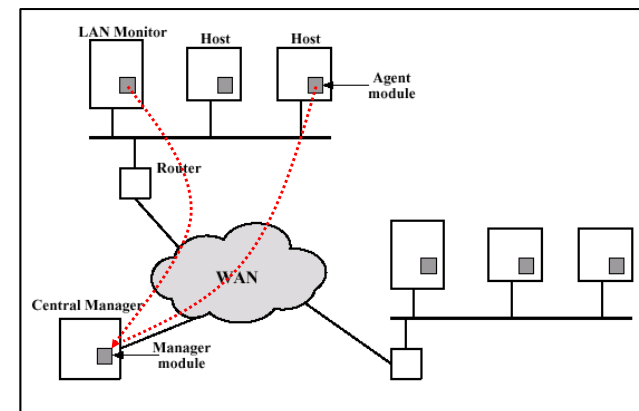 LAN Monitor
Host
Host
Agent
module
Router
WAN
Central Manager
Manager
module